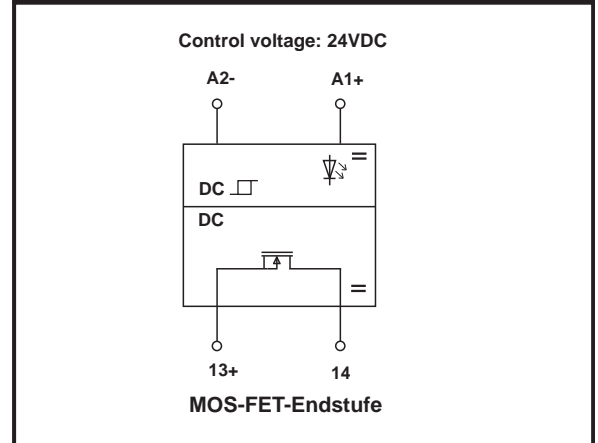 Control voltage: 24VDC
A2- A1+
DC
DC
13+ 14
MOS-FET-Endstufe